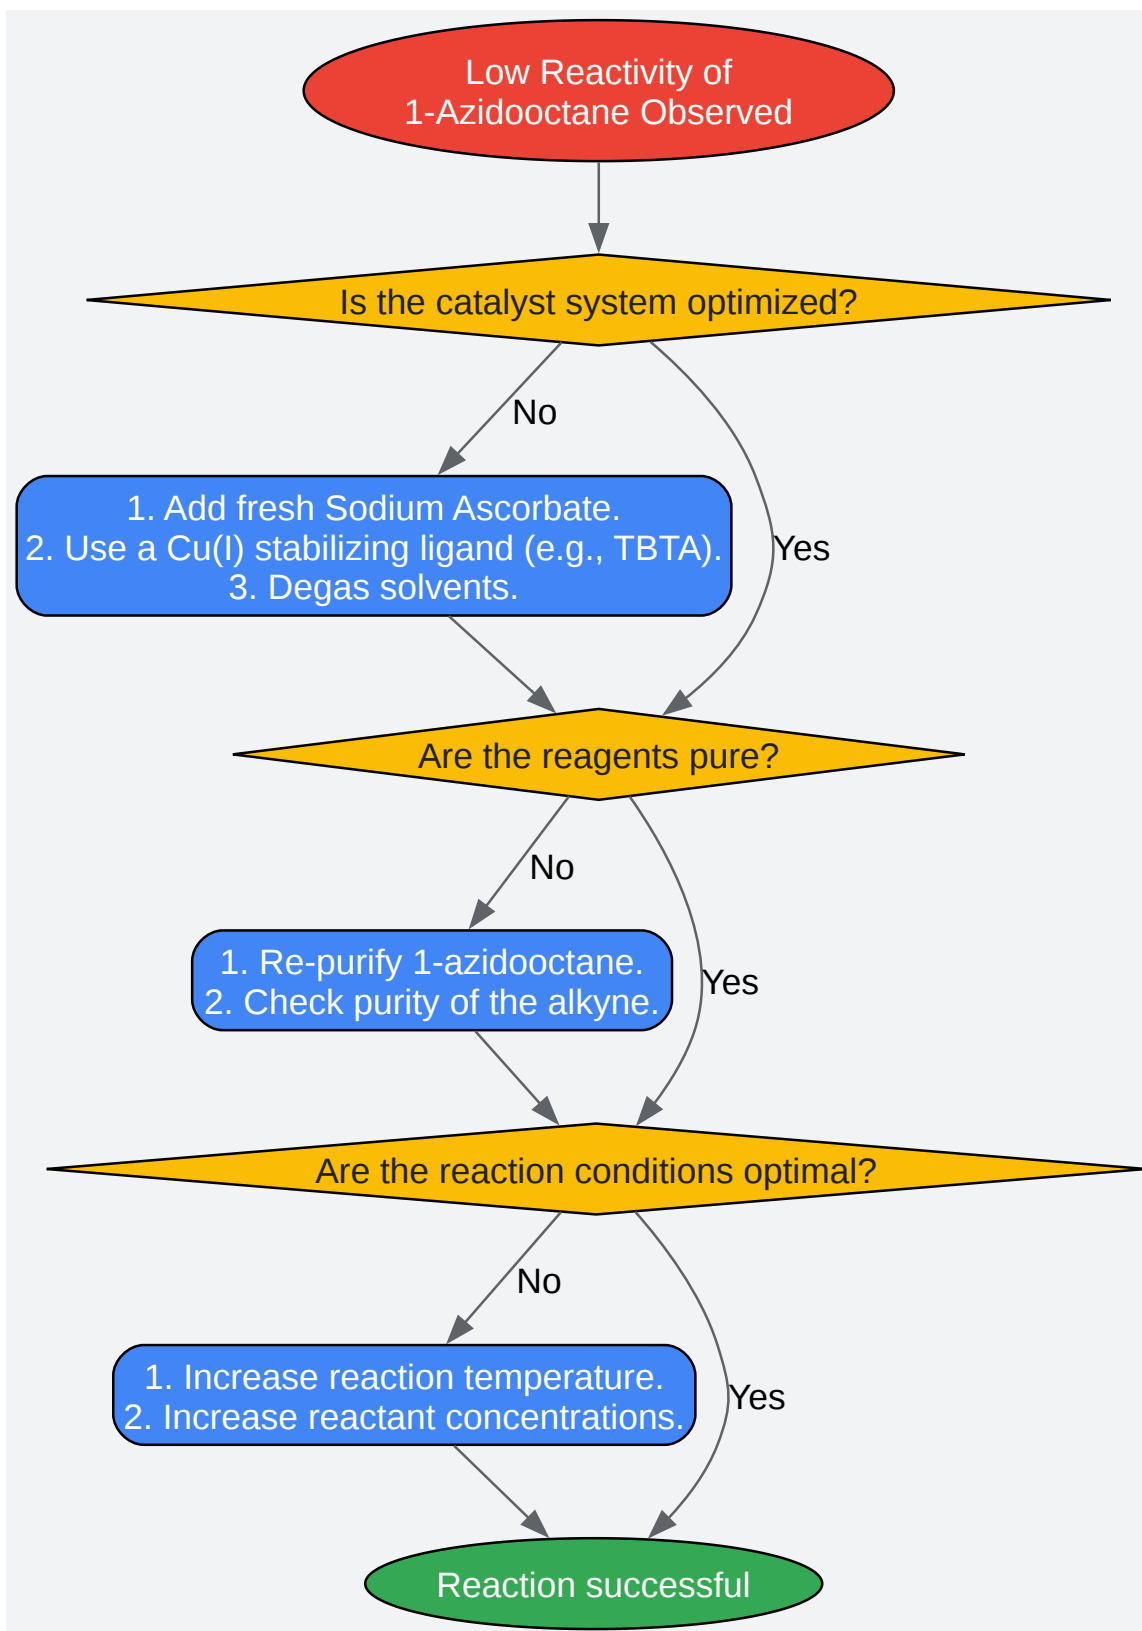 Low Reactivity of
1-Azidooctane Observed
Is the catalyst system optimized?
No
1. Add fresh Sodium Ascorbate.
2. Use a Cu(I) stabilizing ligand (e.g., TBTA).
3. Degas solvents.
Yes
Are the reagents pure?
No
1. Re-purify 1-azidooctane.
2. Check purity of the alkyne.
Yes
Are the reaction conditions optimal?
No
1. Increase reaction temperature.
2. Increase reactant concentrations.
Yes
Reaction successful